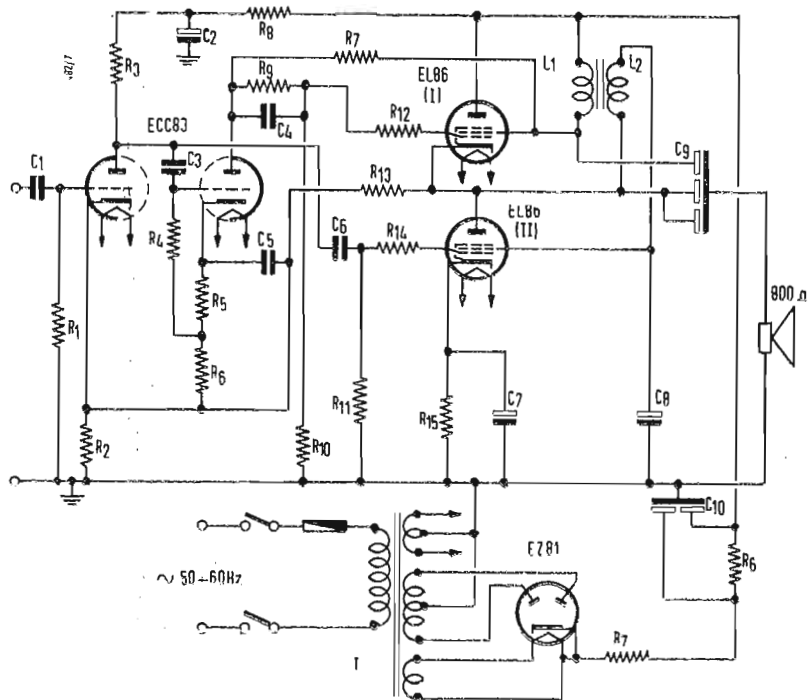 R8
C2
R7
L1
L2
R3
R9
EL86
(I)
ECC83
C4
R12
C9
C1
C3
R13
EL86
(II)
C6
R14
R4
C5
800 Ω
R5
R1
R6
R11
C7
C8
R2
R15
R10
C10
EZ81
R6
~ 50-60Hz
R7
T